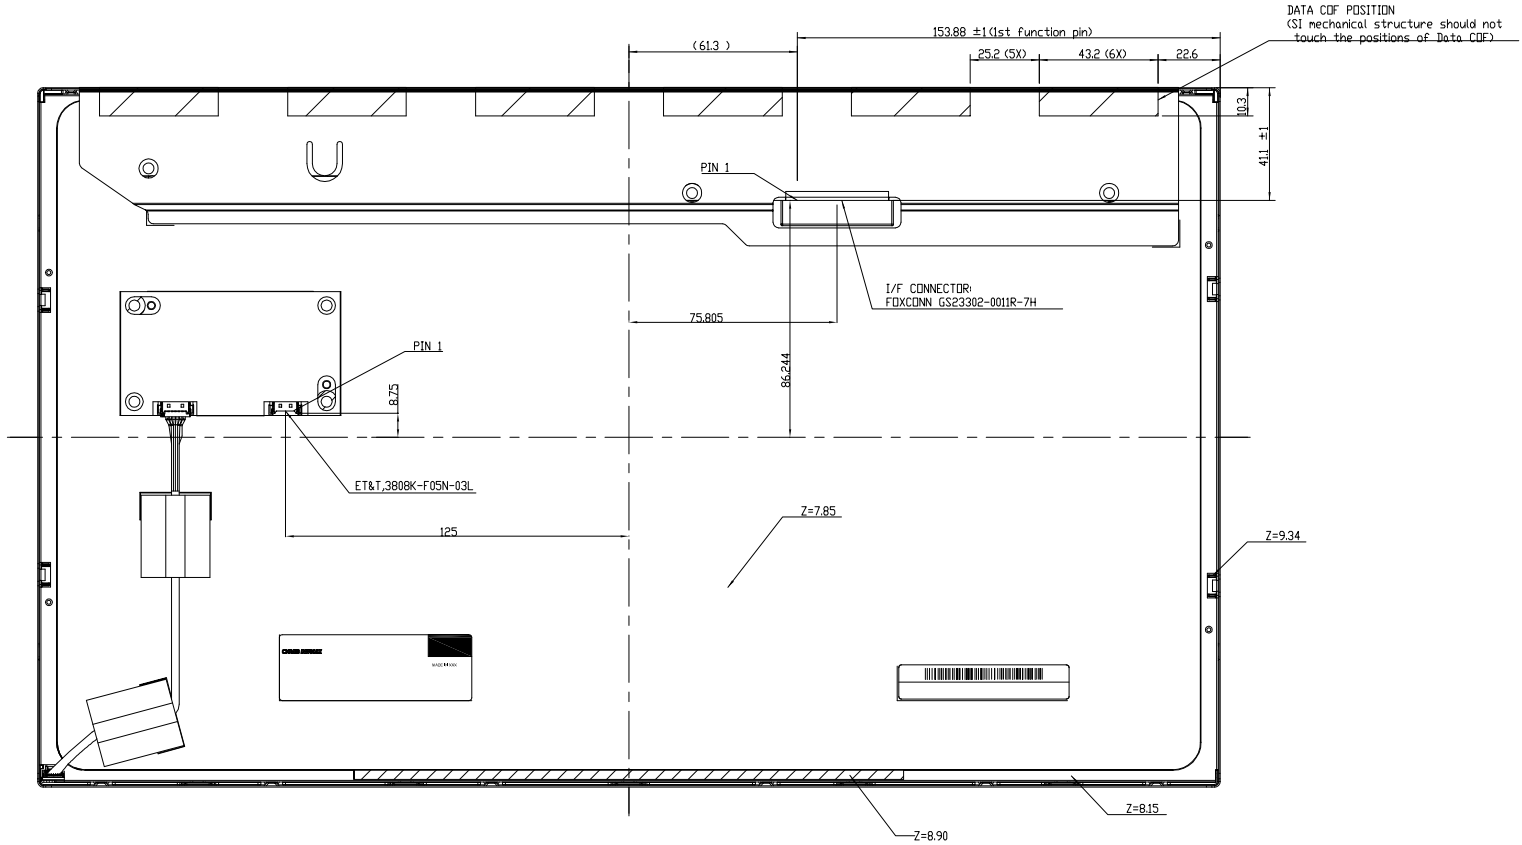 DATA COF POSITION
(SI mechanical structure should not
touch the positions of Data COF)
153.88 ±1(1st function pin)
(61.3 )
25.2 (5X)
43.2 (6X)
22.6
10.3
41.1 ±1
PIN 1
I/F CONNECTOR:
FOXCONN GS23302-0011R-7H
75.805
86.244
PIN 1
8.75
ET&T,3808K-F05N-03L
125
Z=7.85
Z=9.34
Z=8.15
Z=8.90